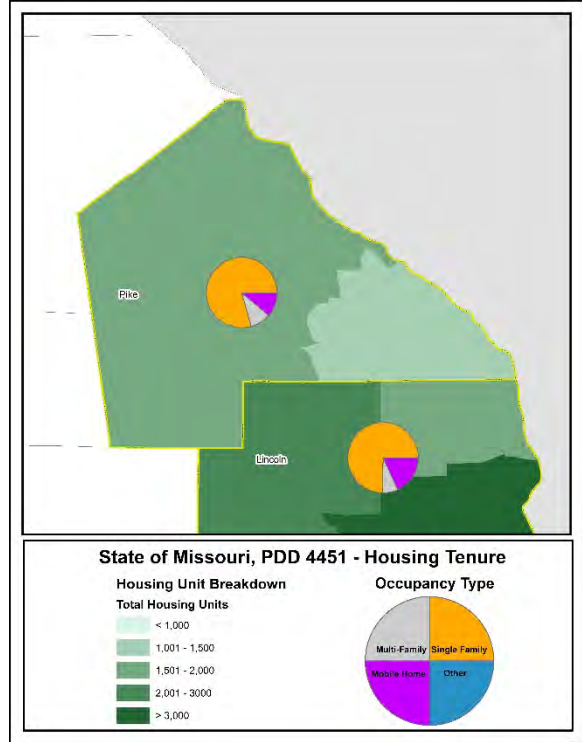 Pike
Lincoln
State of Missouri, PDD 4451 - Housing Tenure
Housing Unit Breakdown
Total Housing Units
< 1,000
1,001 - 1,500
1,501 - 2,000
2,001 - 3000
> 3,000
Occupancy Type
Multi-Family Single Family
Mobile Home Other